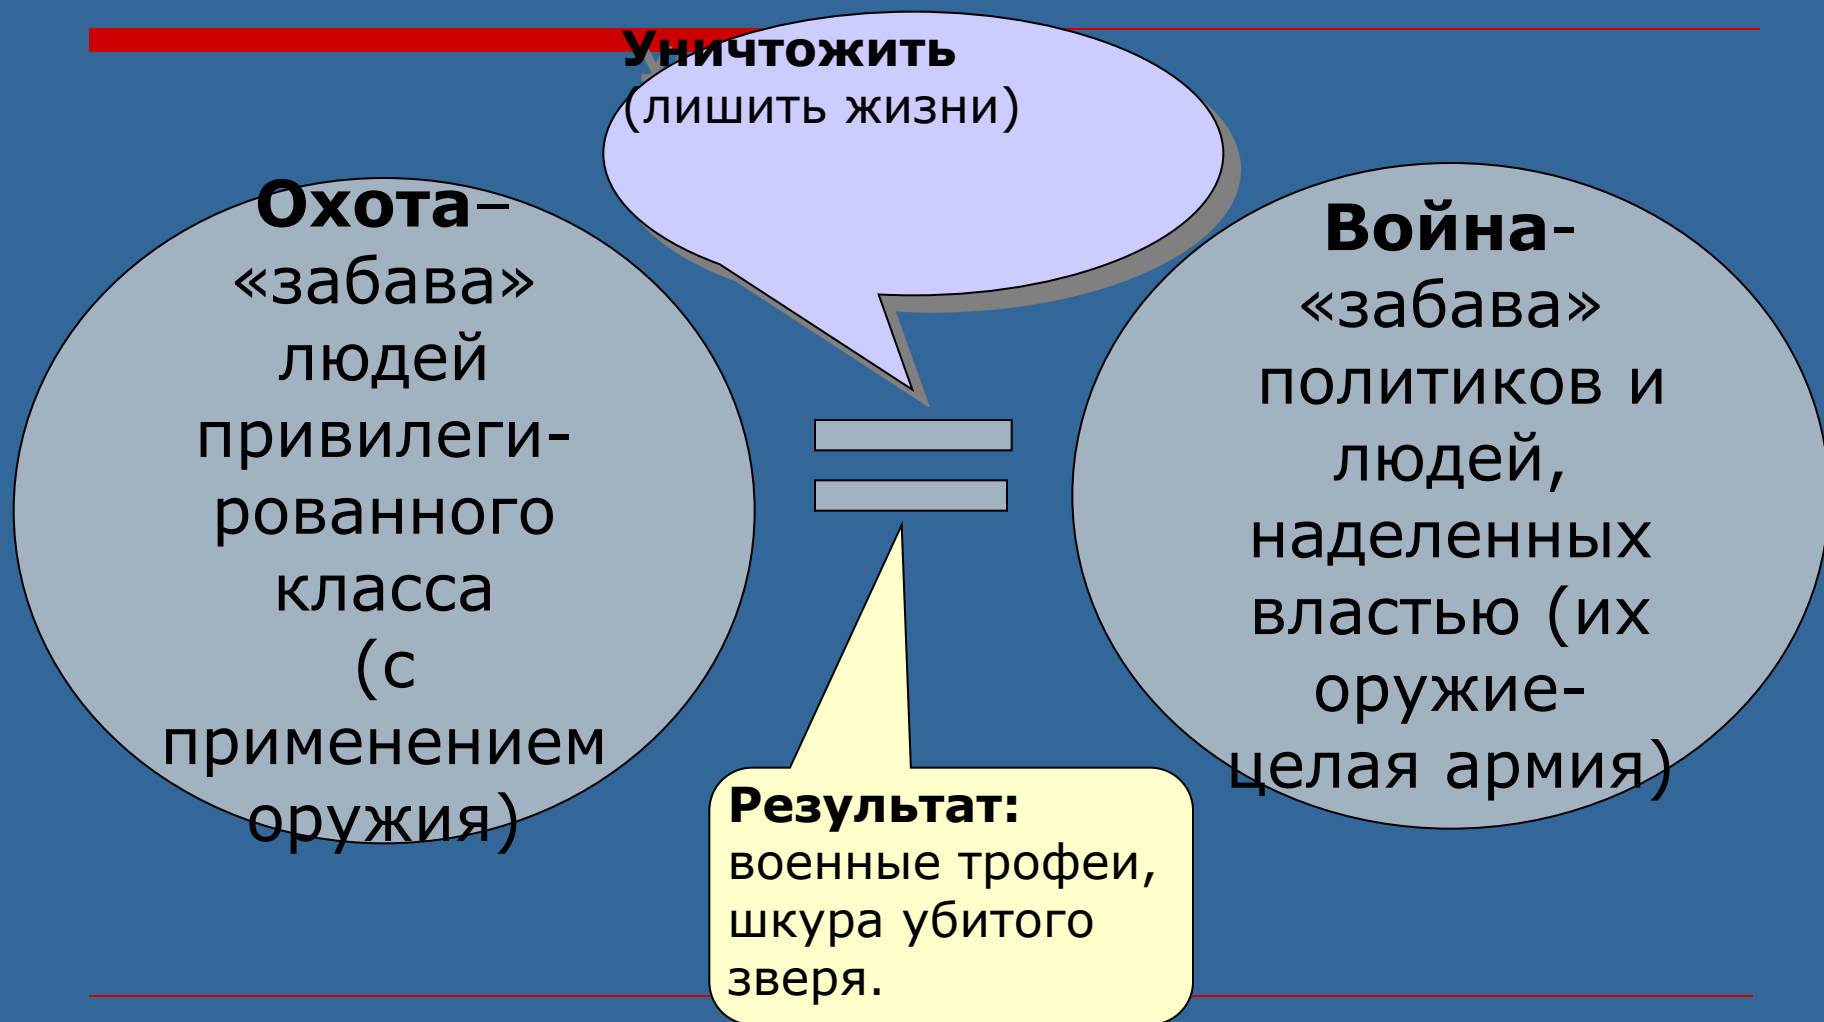 Уничтожить
(лишить жизни)
Охота–
«забава»
людей
привилеги-
рованного
класса
(с
применением
оружия)
Война-
«забава»
политиков и
людей,
наделенных
властью (их
оружие-
целая армия)
Результат:
военные трофеи,
шкура убитого
зверя.